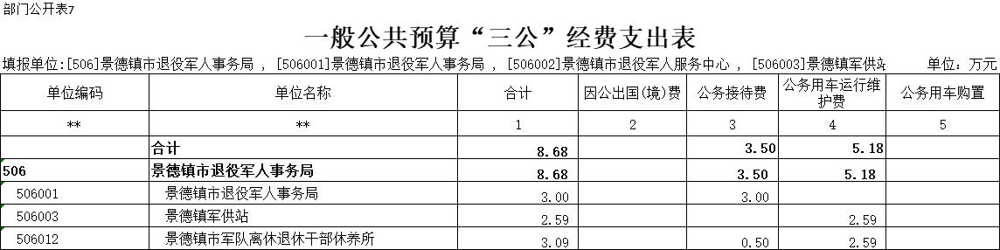 部门公开表7
一般公共预算“三公”经费支出表
填报单位:[506]景德镇市退役军人事务局 , [506001]景德镇市退役军人事务局 , [506002]景德镇市退役军人服务中心 , [506003]景德镇军供站 单位：万元
单位编码 单位名称 合计 因公出国(境)费 公务接待费 公务用车运行维护费 公务用车购置
** ** 1 2 3 4 5
合计 8.68 3.50 5.18
506 景德镇市退役军人事务局 8.68 3.50 5.18
506001 景德镇市退役军人事务局 3.00 3.00
506003 景德镇军供站 2.59 2.59
506012 景德镇市军队离休退休干部休养所 3.09 0.50 2.59